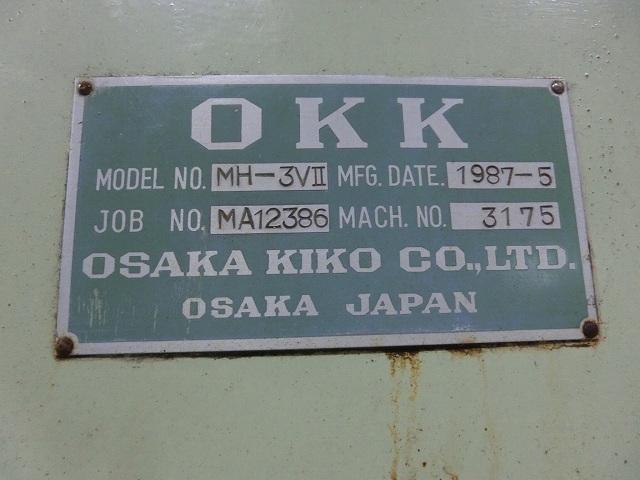 OKK
MODEL NO. MH-3VII MFG. DATE. 1987-5
JOB NO. MA12386 MACH. NO. 3175
OSAKA KIKO CO.,LTD.
OSAKA JAPAN